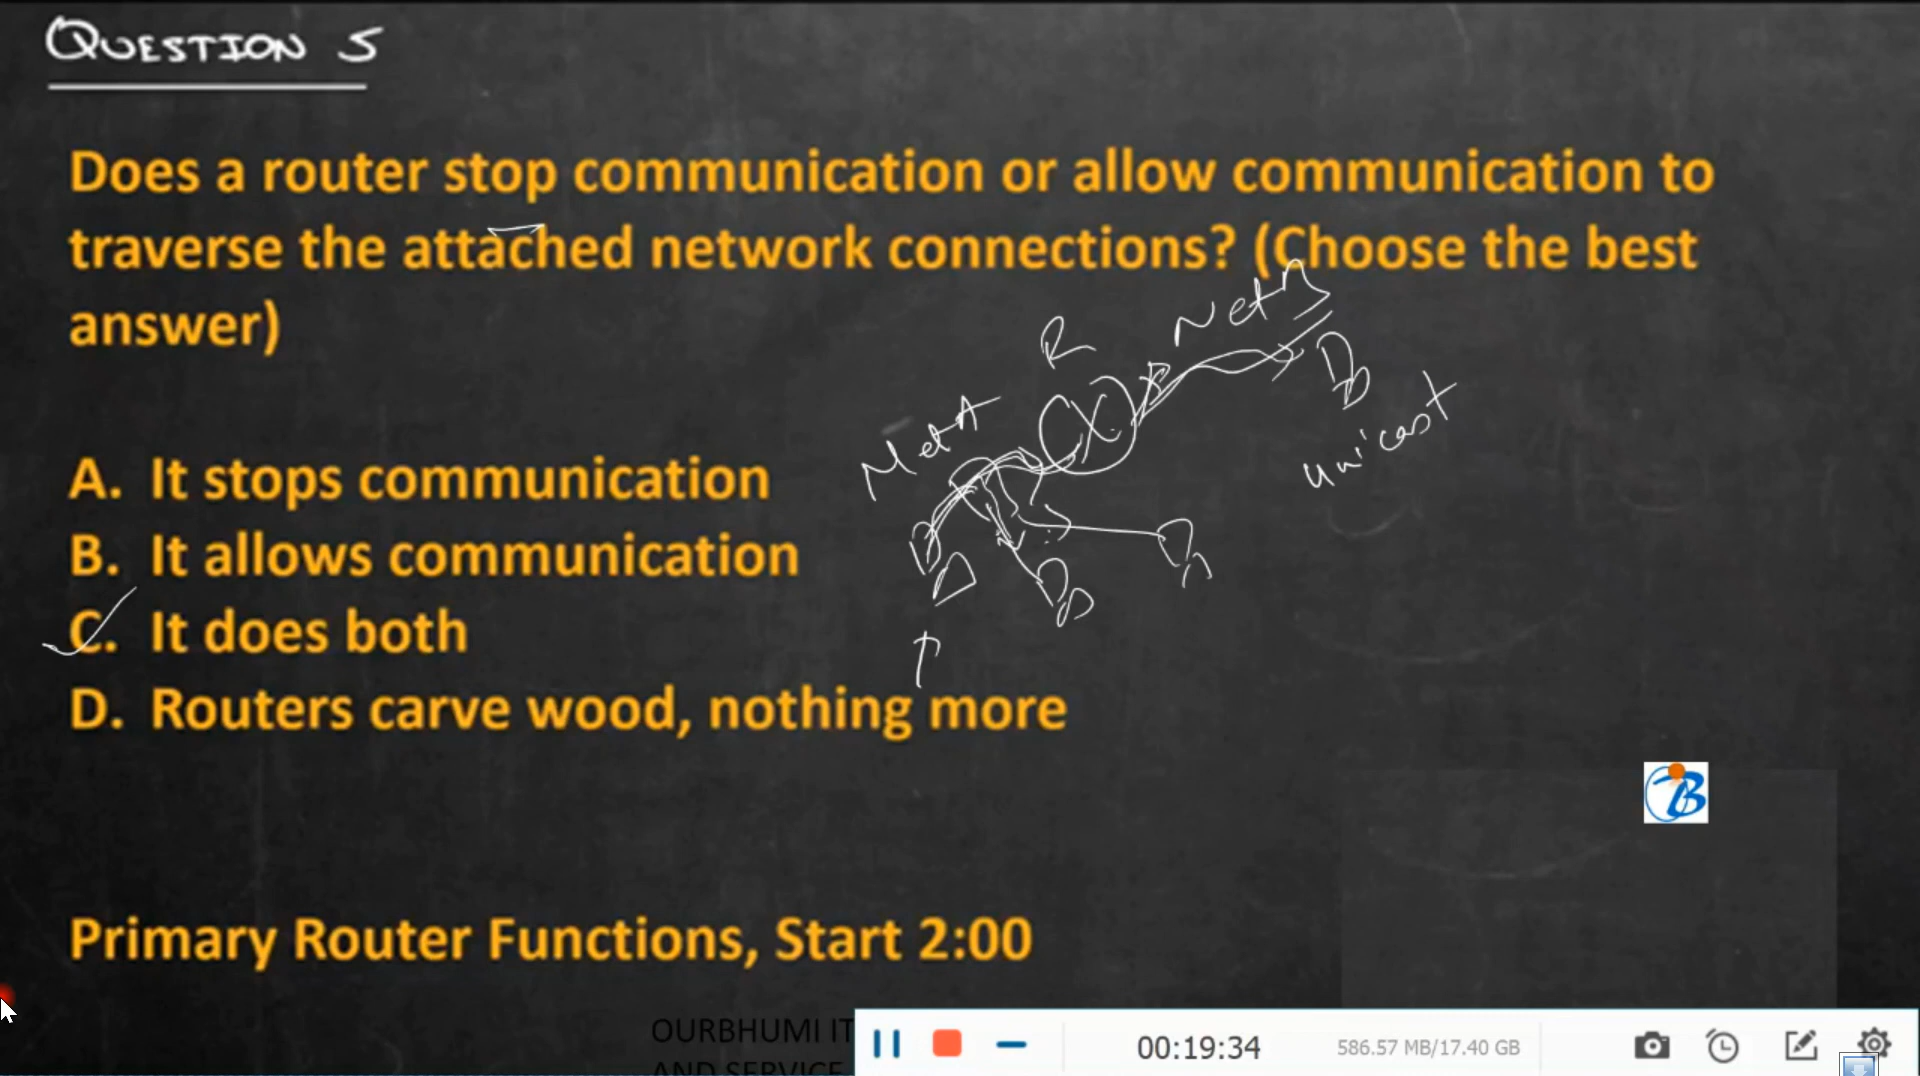 QUESTION 5
Does a router stop communication or allow communication to
traverse the attached network connections? (Choose the best
answer)
Net B
R
Net A
unicast
A. It stops communication
B. It allows communication
C. It does both
D. Routers carve wood, nothing more
B
Primary Router Functions, Start 2:00
OURBHUMI IT
AND SERVICE
00:19:34
586.57 MB/17.40 GB